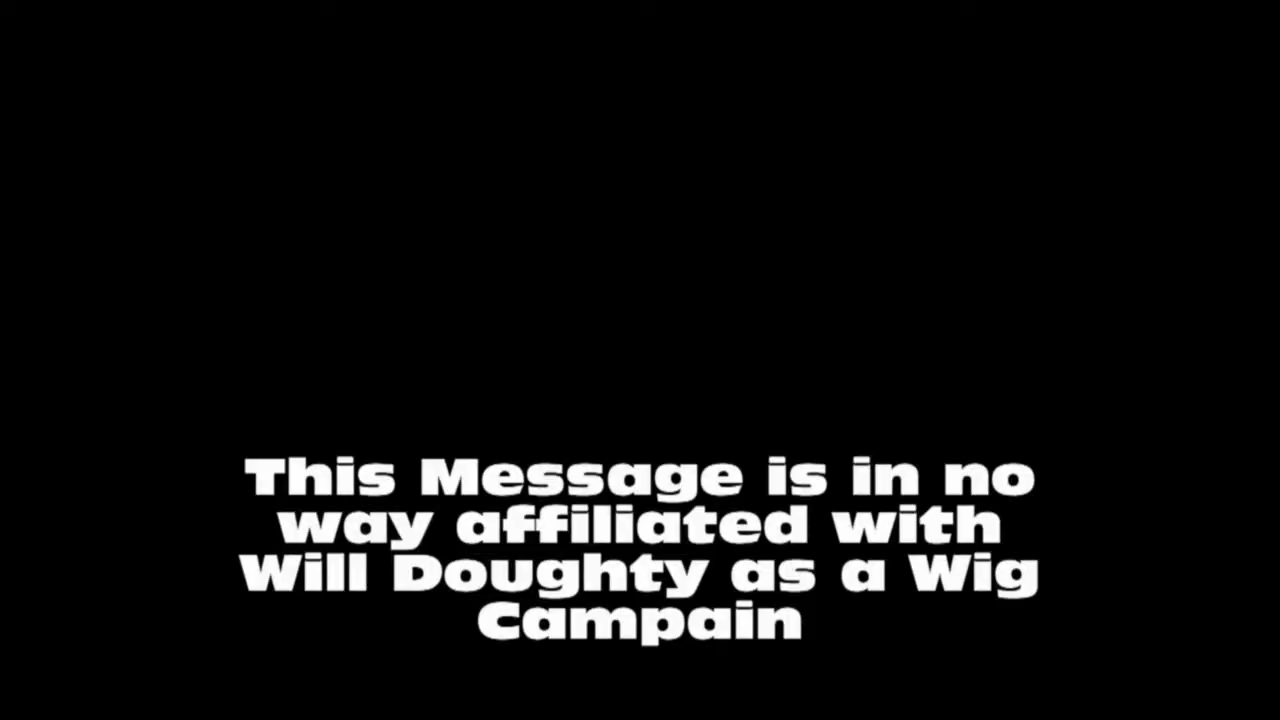 This Message is in no
way affiliated with
Will Doughty as a Wig
Campain